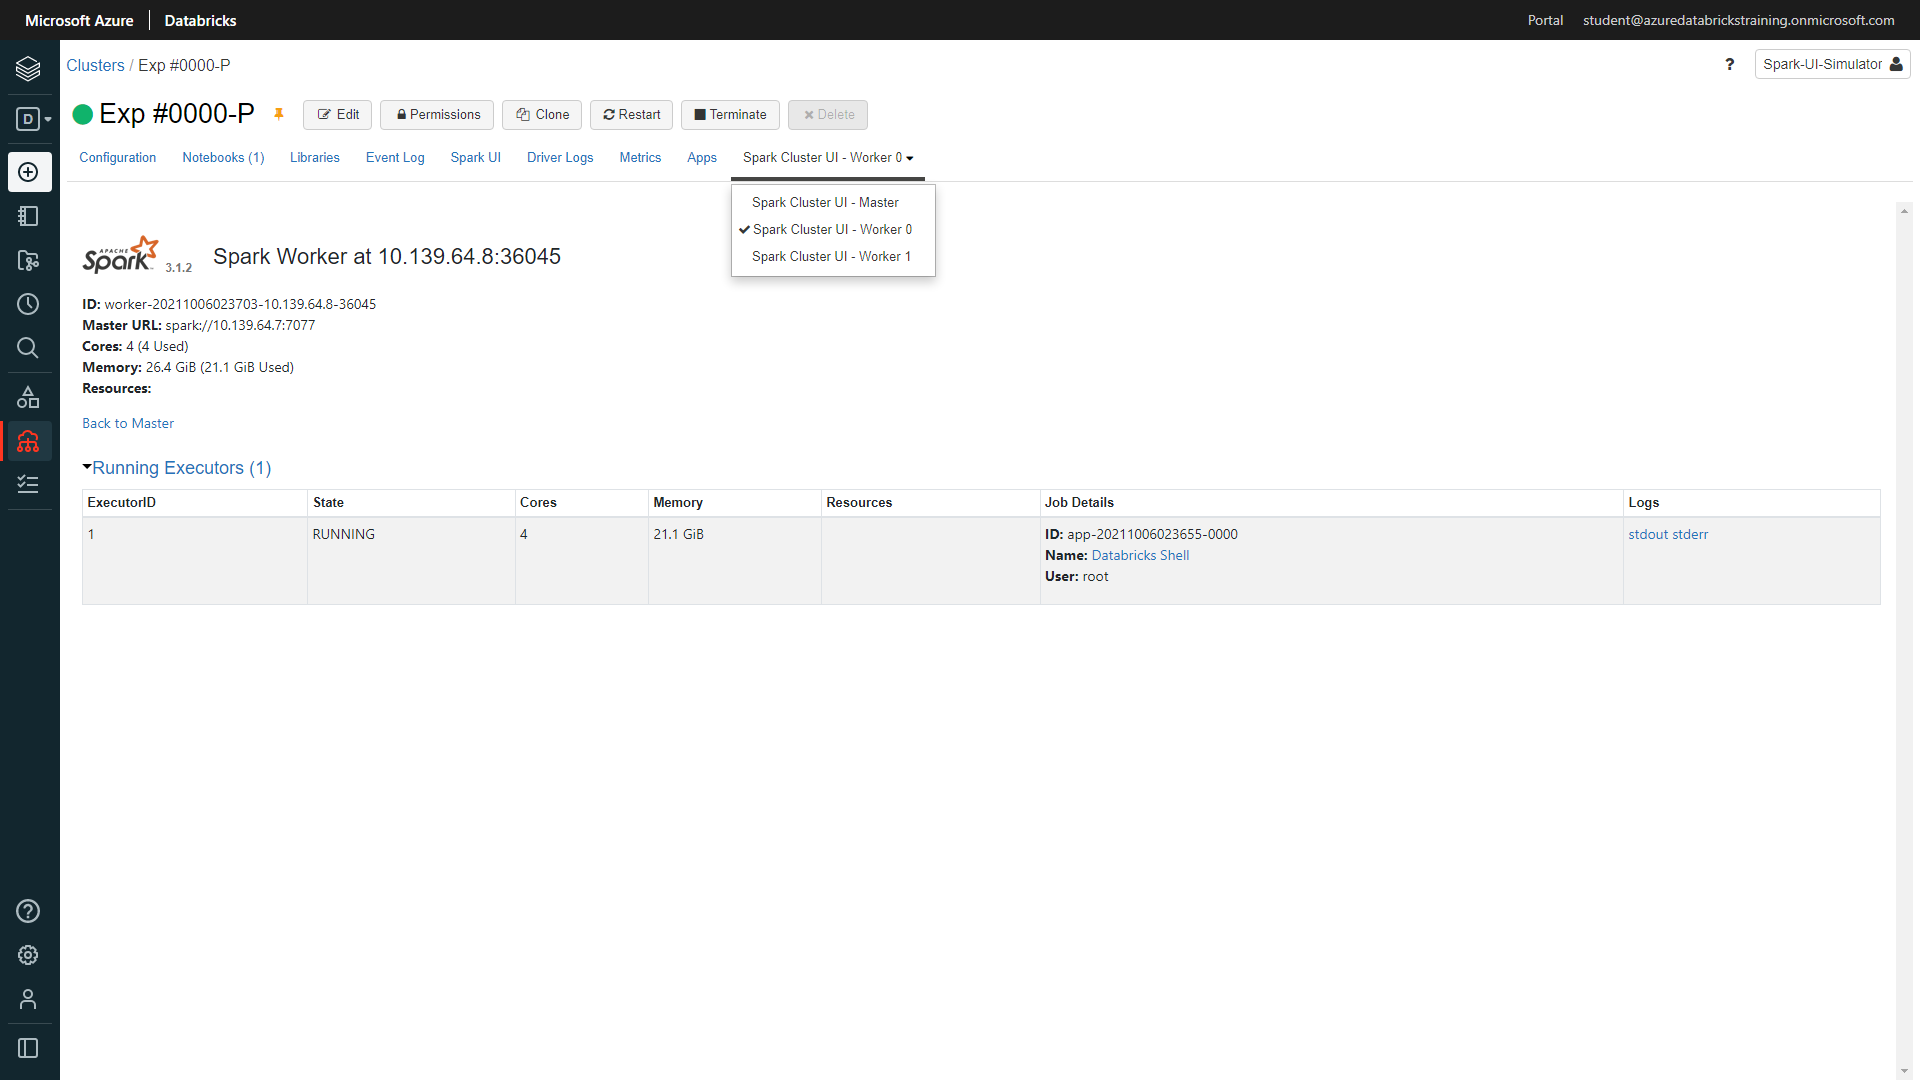 Microsoft Azure Databricks Portal student@azuredatabrickstraining.onmicrosoft.com
Clusters / Exp #0000-P ? Spark-UI-Simulator
D Exp #0000-P Edit Permissions Clone Restart Terminate Delete
Configuration Notebooks (1) Libraries Event Log Spark UI Driver Logs Metrics Apps Spark Cluster UI - Worker 0
Spark Cluster UI - Master
Spark Cluster UI - Worker 0
Spark Cluster UI - Worker 1
APACHE Spark 3.1.2 Spark Worker at 10.139.64.8:36045
ID: worker-20211006023703-10.139.64.8-36045
Master URL: spark://10.139.64.7:7077
Cores: 4 (4 Used)
Memory: 26.4 GiB (21.1 GiB Used)
Resources:
Back to Master
Running Executors (1)
ExecutorID State Cores Memory Resources Job Details Logs
1 RUNNING 4 21.1 GiB ID: app-20211006023655-0000 stdout stderr
Name: Databricks Shell
User: root